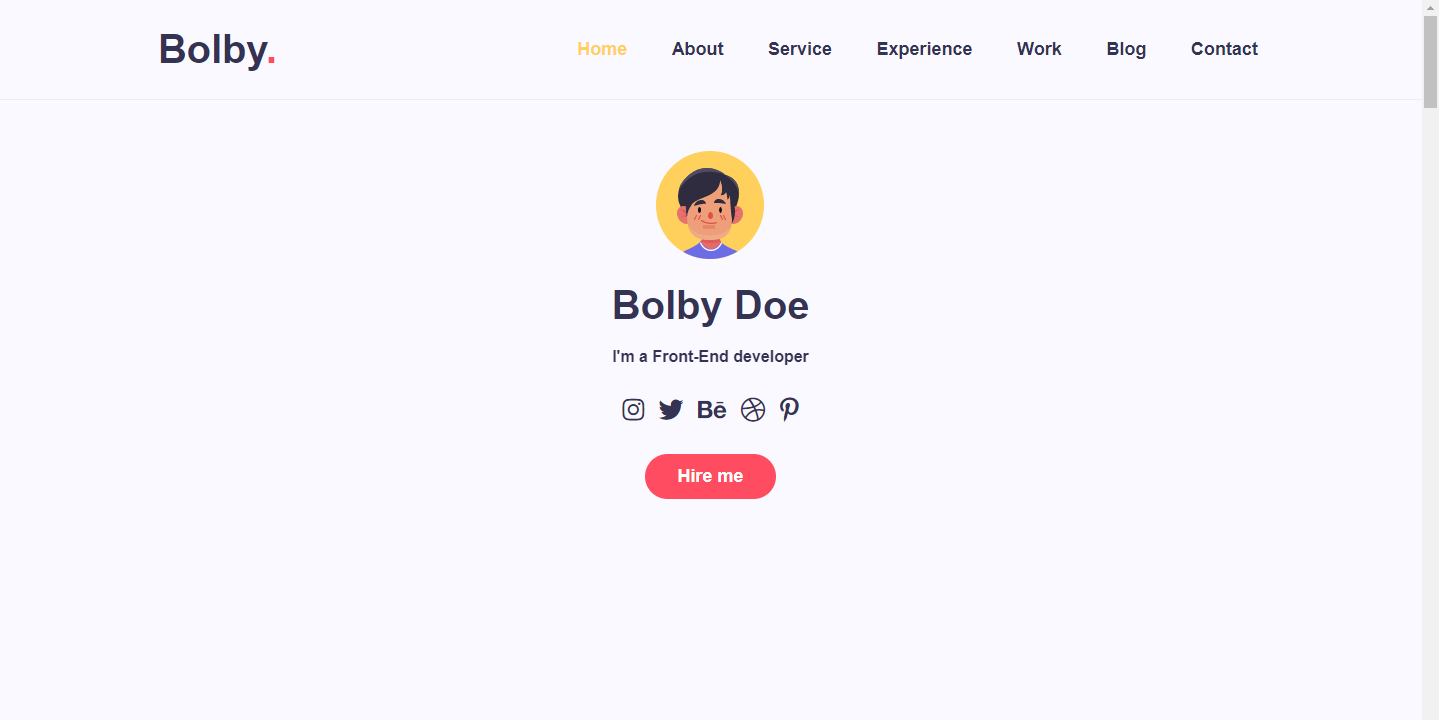 Bolby.
Home About Service Experience Work Blog Contact
Bolby Doe
I'm a Front-End developer
Bē
Hire me